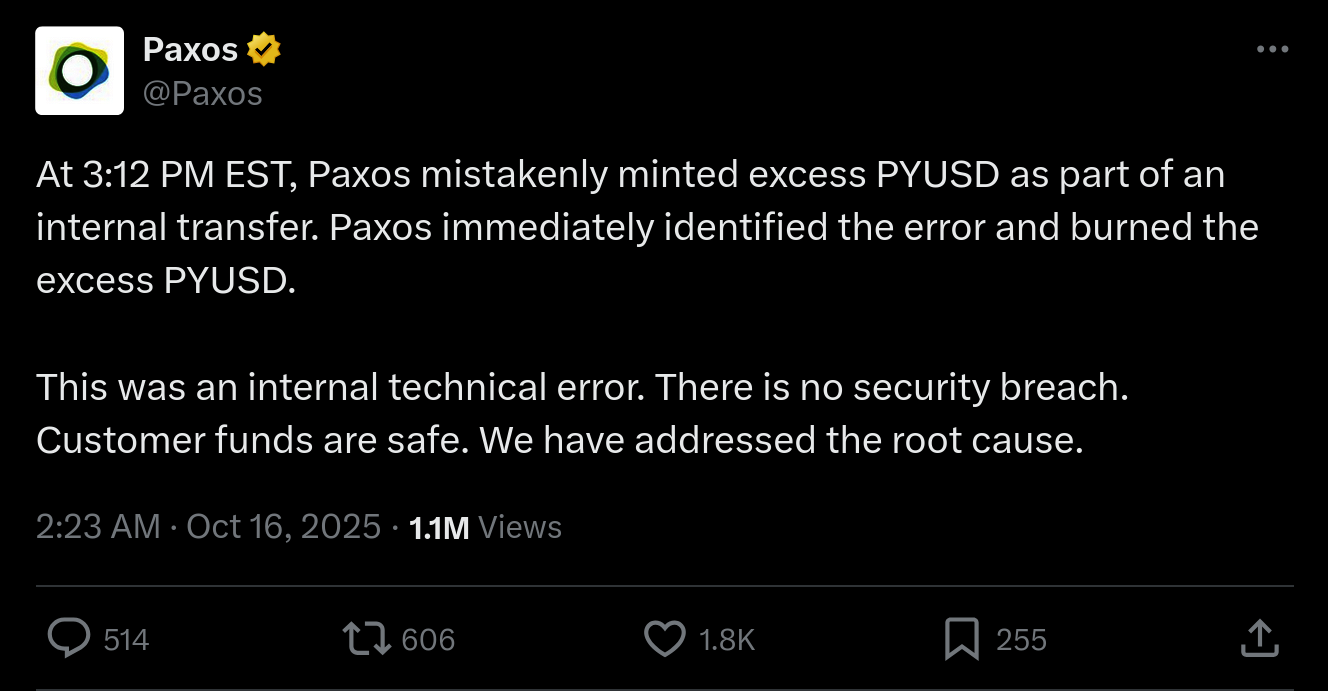 Paxos
@Paxos
At 3:12 PM EST, Paxos mistakenly minted excess PYUSD as part of an
internal transfer. Paxos immediately identified the error and burned the
excess PYUSD.
This was an internal technical error. There is no security breach.
Customer funds are safe. We have addressed the root cause.
2:23 AM · Oct 16, 2025 · 1.1M Views
514 606 1.8K 255